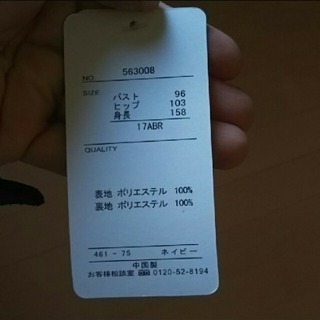 NO. 563008
SIZE バスト 96
ヒップ 103
身長 158
17ABR
QUALITY
表地 ポリエステル 100%
裏地 ポリエステル 100%
461 - 75 ネイビー
中国製
お客様相談室 0120-52-8194